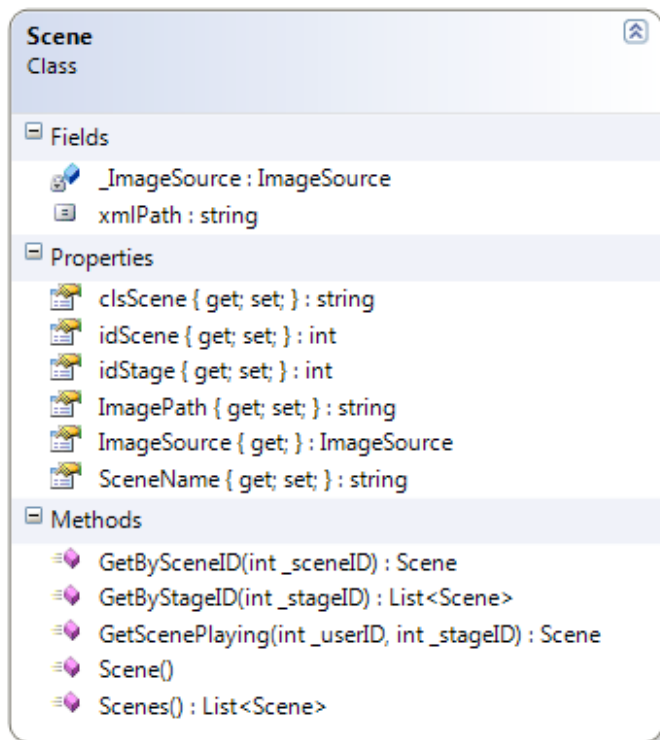 Scene
Class
Fields
_ImageSource : ImageSource
xmlPath : string
Properties
clsScene { get; set; } : string
idScene { get; set; } : int
idStage { get; set; } : int
ImagePath { get; set; } : string
ImageSource { get; } : ImageSource
SceneName { get; set; } : string
Methods
GetBySceneID(int _sceneID) : Scene
GetByStageID(int _stageID) : List<Scene>
GetScenePlaying(int _userID, int _stageID) : Scene
Scene()
Scenes() : List<Scene>